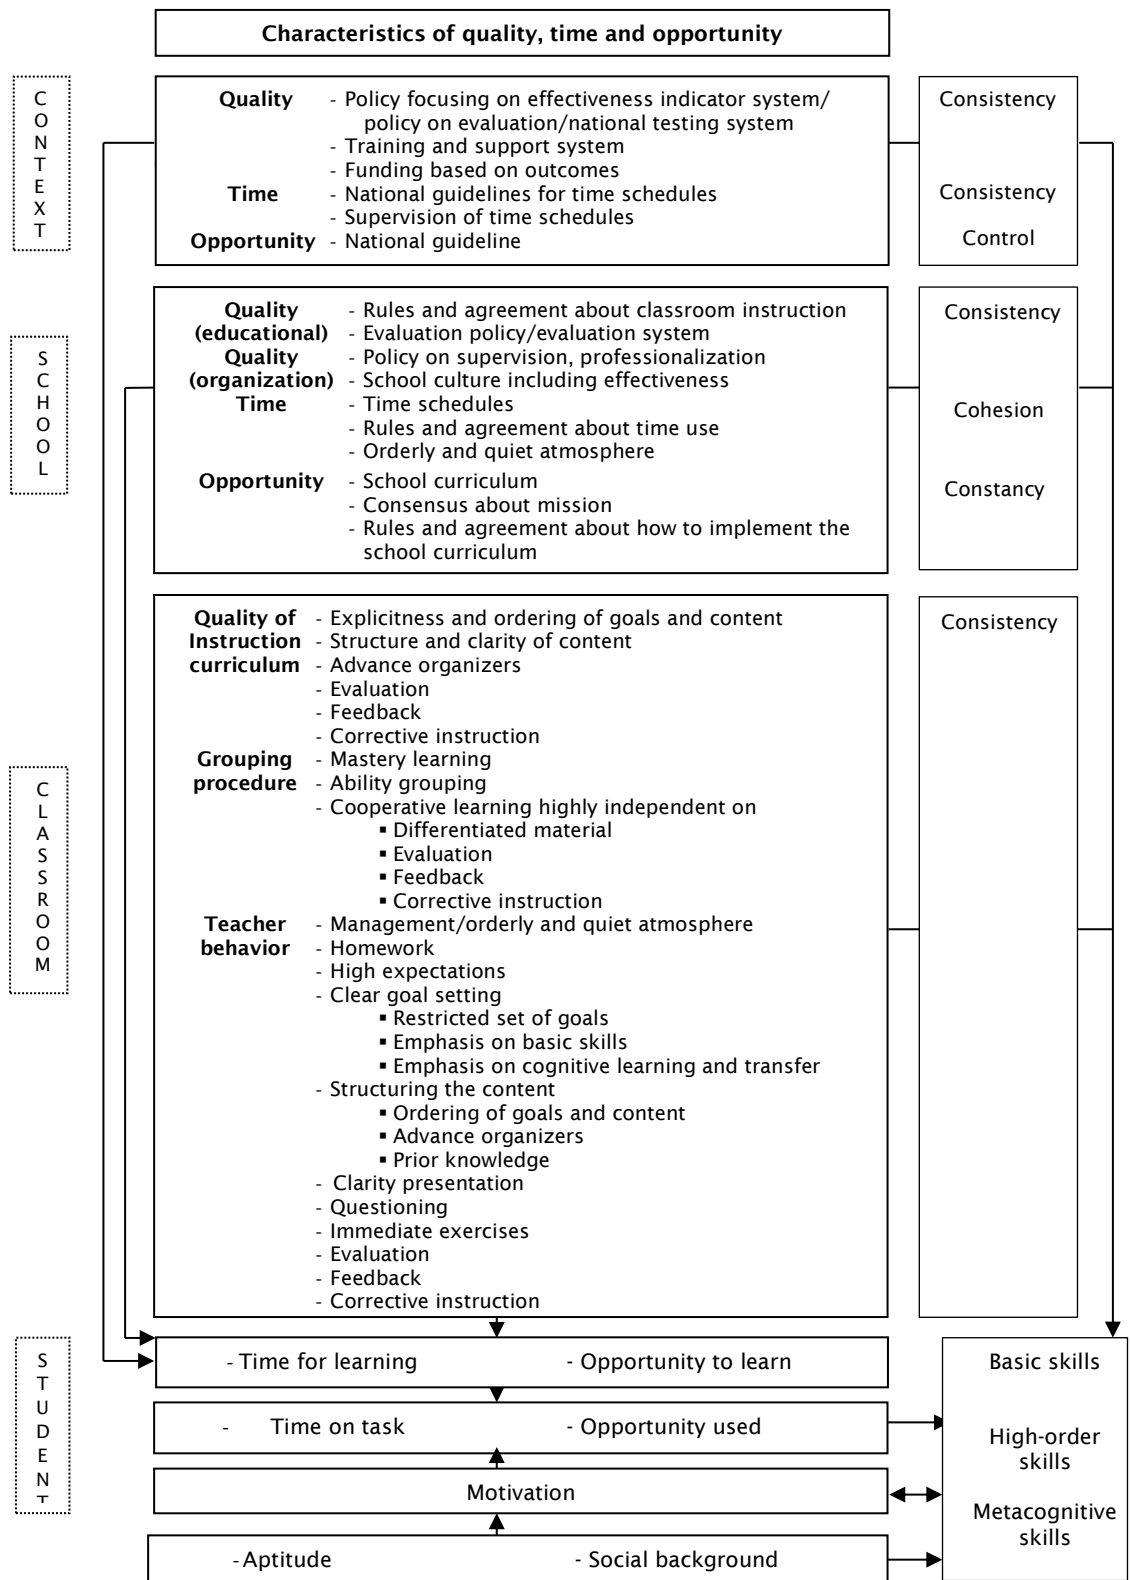 Characteristics of quality, time and opportunity
CONTEXT
Quality - Policy focusing on effectiveness indicator system/
policy on evaluation/national testing system
- Training and support system
- Funding based on outcomes
Time - National guidelines for time schedules
- Supervision of time schedules
Opportunity - National guideline
Consistency
Consistency
Control
SCHOOL
Quality - Rules and agreement about classroom instruction
(educational) - Evaluation policy/evaluation system
Quality - Policy on supervision, professionalization
(organization) - School culture including effectiveness
Time - Time schedules
- Rules and agreement about time use
- Orderly and quiet atmosphere
Opportunity - School curriculum
- Consensus about mission
- Rules and agreement about how to implement the
school curriculum
Consistency
Cohesion
Constancy
CLASSROOM
Quality of - Explicitness and ordering of goals and content
Instruction - Structure and clarity of content
curriculum - Advance organizers
- Evaluation
- Feedback
- Corrective instruction
Grouping - Mastery learning
procedure - Ability grouping
- Cooperative learning highly independent on
▪ Differentiated material
▪ Evaluation
▪ Feedback
▪ Corrective instruction
Teacher - Management/orderly and quiet atmosphere
behavior - Homework
- High expectations
- Clear goal setting
▪ Restricted set of goals
▪ Emphasis on basic skills
▪ Emphasis on cognitive learning and transfer
- Structuring the content
▪ Ordering of goals and content
▪ Advance organizers
▪ Prior knowledge
- Clarity presentation
- Questioning
- Immediate exercises
- Evaluation
- Feedback
- Corrective instruction
Consistency
STUDENT
- Time for learning - Opportunity to learn
- Time on task - Opportunity used
Motivation
- Aptitude - Social background
Basic skills
High-order
skills
Metacognitive
skills